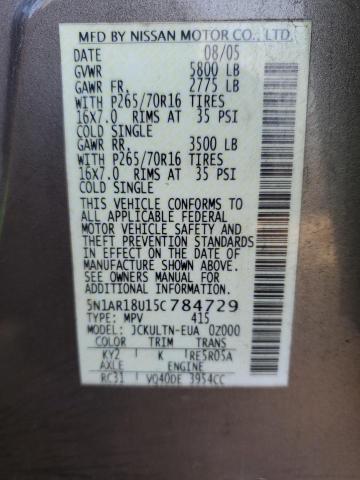 MFD BY NISSAN MOTOR CO., LTD.
DATE 08/05
GVWR 5800 LB
GAWR FR. 2775 LB
WITH P265/70R16 TIRES
16x7.0 RIMS AT 35 PSI
COLD SINGLE
GAWR RR. 3500 LB
WITH P265/70R16 TIRES
16x7.0 RIMS AT 35 PSI
COLD SINGLE
THIS VEHICLE CONFORMS TO
ALL APPLICABLE FEDERAL
MOTOR VEHICLE SAFETY AND
THEFT PREVENTION STANDARDS
IN EFFECT ON THE DATE OF
MANUFACTURE SHOWN ABOVE.
SEE OWNERS MANUAL FOR
ADDITIONAL INFORMATION.
5N1AR18U15C784729
TYPE: MPV 415
MODEL: JCKULTN-EUA 0Z000
COLOR TRIM TRANS
KY2 K RE5R05A
AXLE ENGINE
RC31 VQ40DE 3954CC